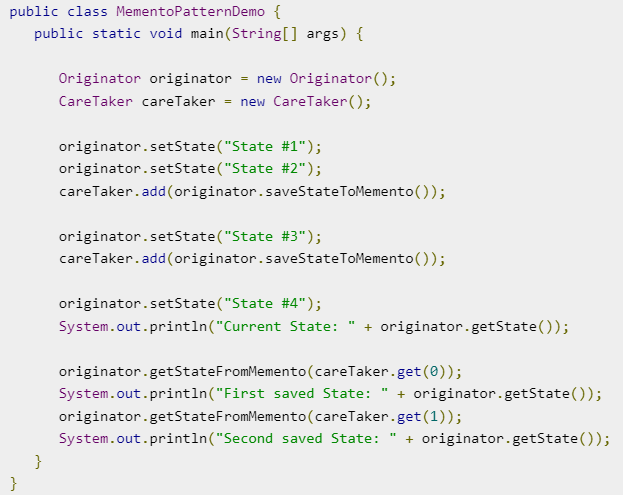 public class MementoPatternDemo {
   public static void main(String[] args) {

      Originator originator = new Originator();
      CareTaker careTaker = new CareTaker();

      originator.setState("State #1");
      originator.setState("State #2");
      careTaker.add(originator.saveStateToMemento());

      originator.setState("State #3");
      careTaker.add(originator.saveStateToMemento());

      originator.setState("State #4");
      System.out.println("Current State: " + originator.getState());

      originator.getStateFromMemento(careTaker.get(0));
      System.out.println("First saved State: " + originator.getState());
      originator.getStateFromMemento(careTaker.get(1));
      System.out.println("Second saved State: " + originator.getState());
   }
}